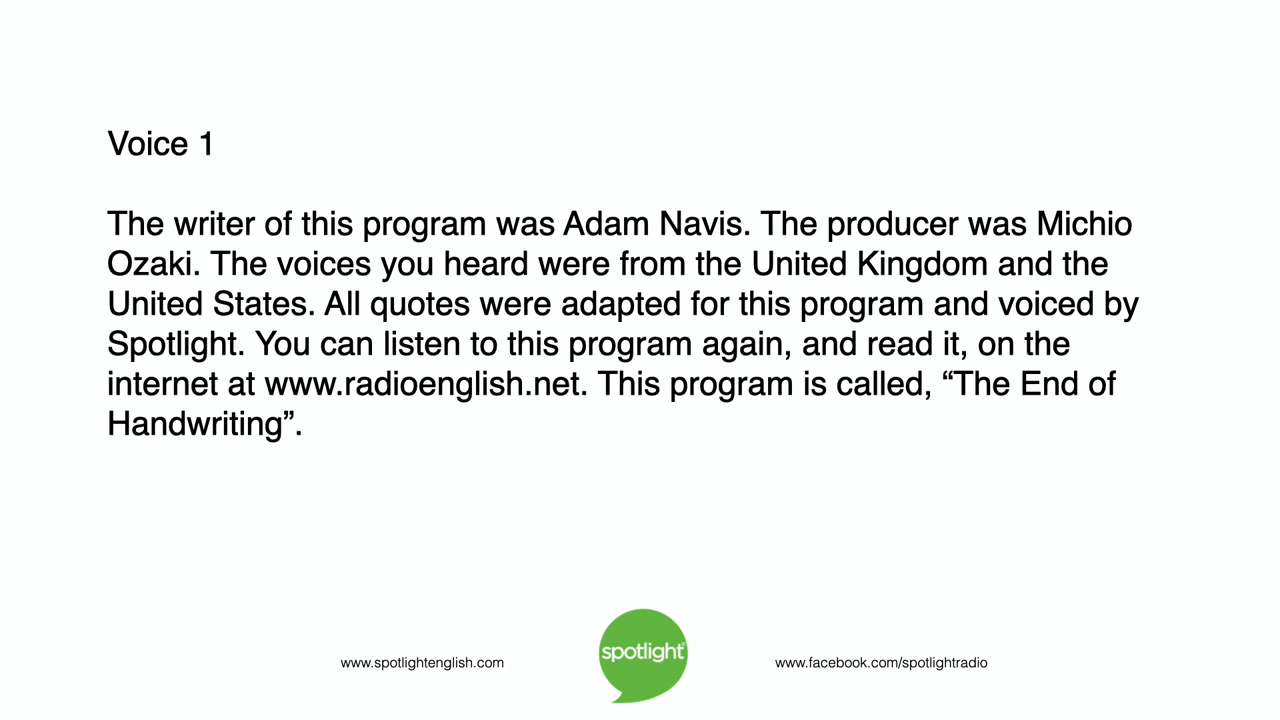 Voice 1
The writer of this program was Adam Navis. The producer was Michio
Ozaki. The voices you heard were from the United Kingdom and the
United States. All quotes were adapted for this program and voiced by
Spotlight. You can listen to this program again, and read it, on the
internet at www.radioenglish.net. This program is called, “The End of
Handwriting”.
www.spotlightenglish.com
spotlight®
www.facebook.com/spotlightradio